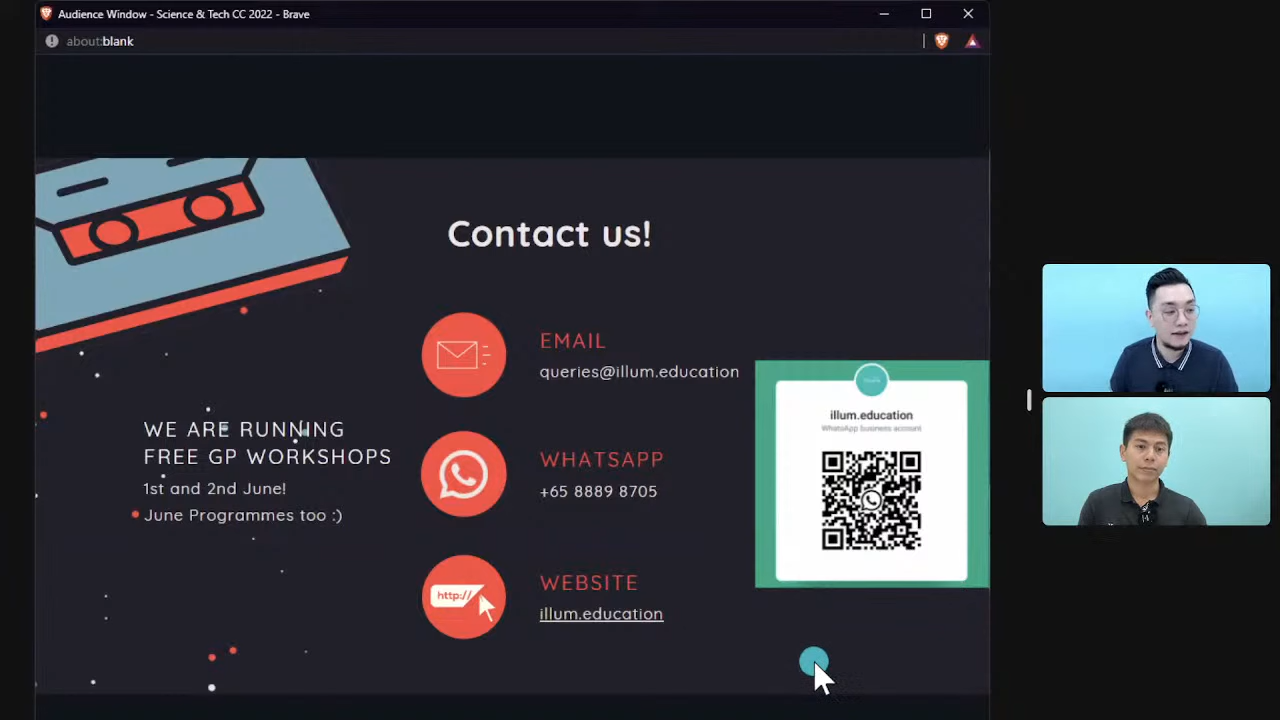 Audience Window - Science & Tech CC 2022 - Brave
about:blank
Contact us!
EMAIL
queries@illum.education
WE ARE RUNNING
FREE GP WORKSHOPS
1st and 2nd June!
June Programmes too :)
WHATSAPP
+65 8889 8705
WEBSITE
http://
illum.education
illum.education
WhatsApp business account